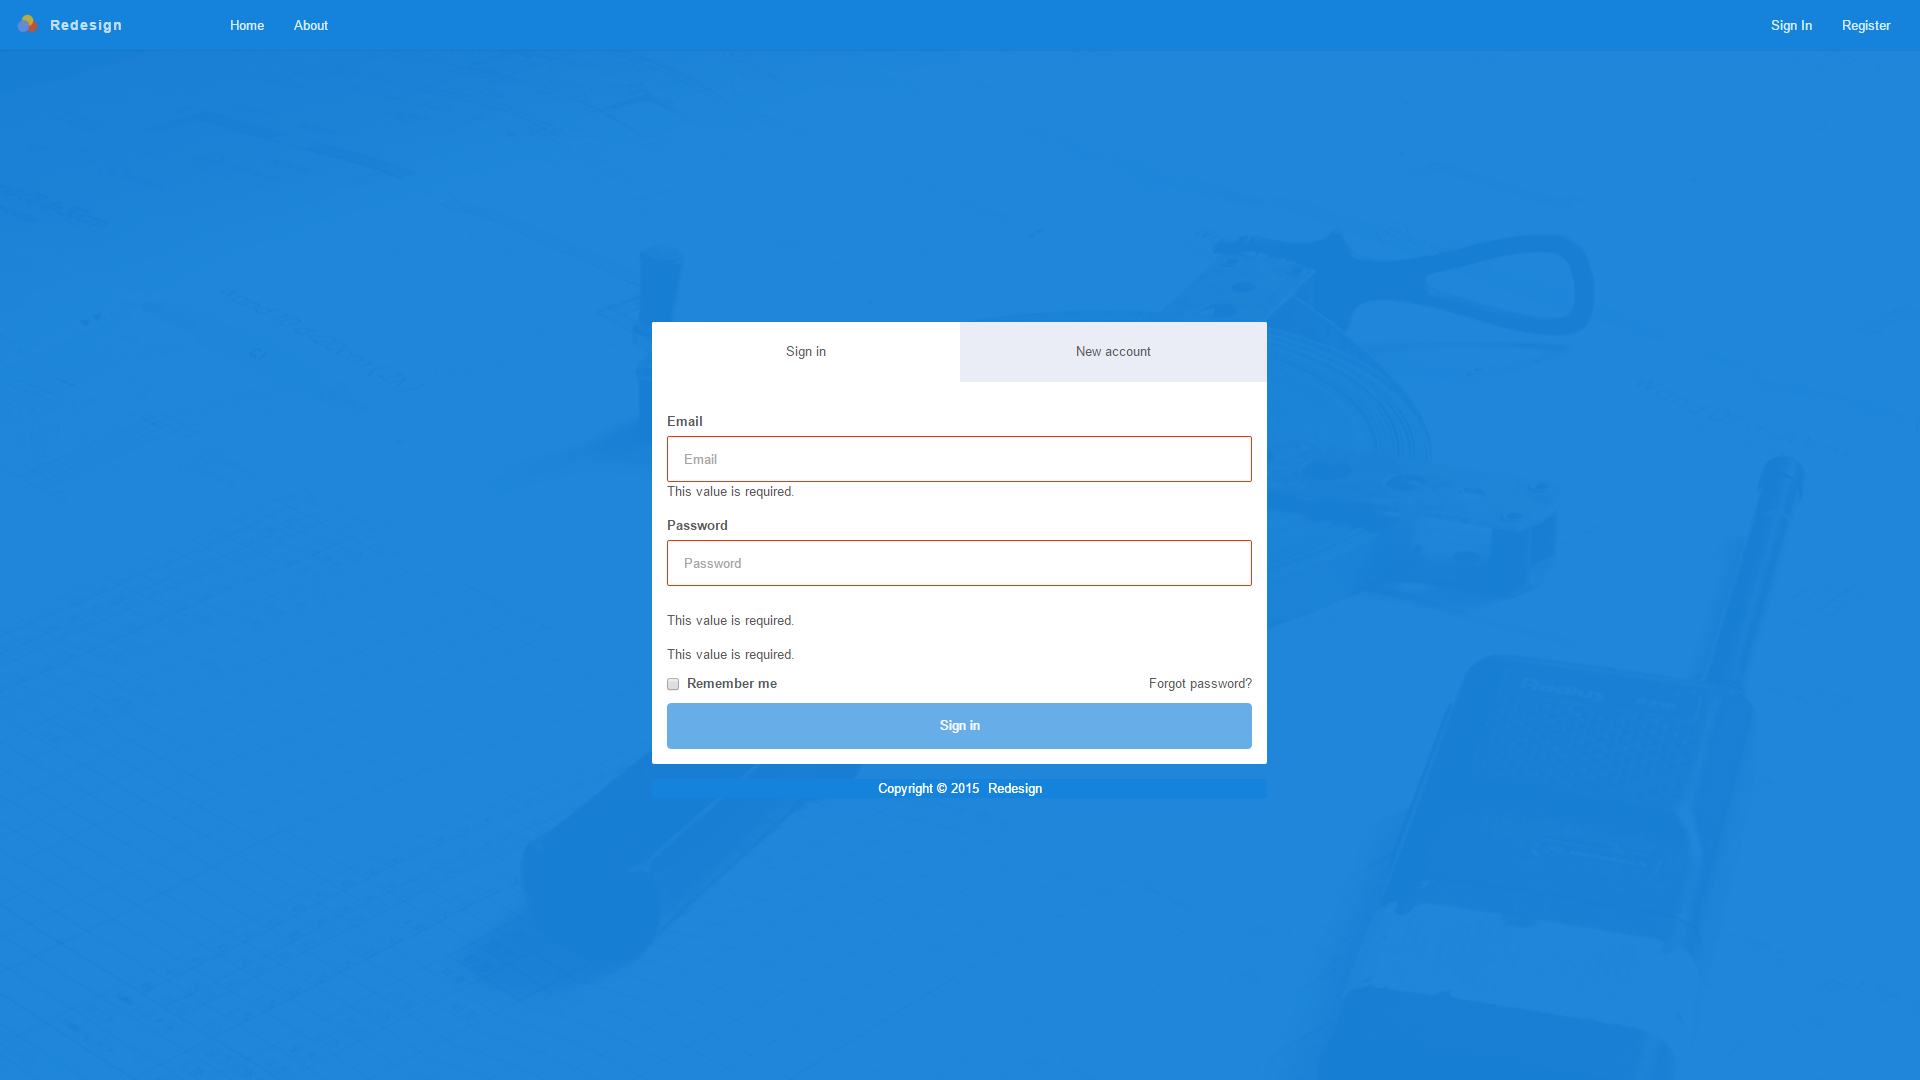 Redesign Home About Sign In Register
Sign in New account
Email
Email
This value is required.
Password
Password
This value is required.
This value is required.
Remember me Forgot password?
Sign in
Copyright © 2015 Redesign